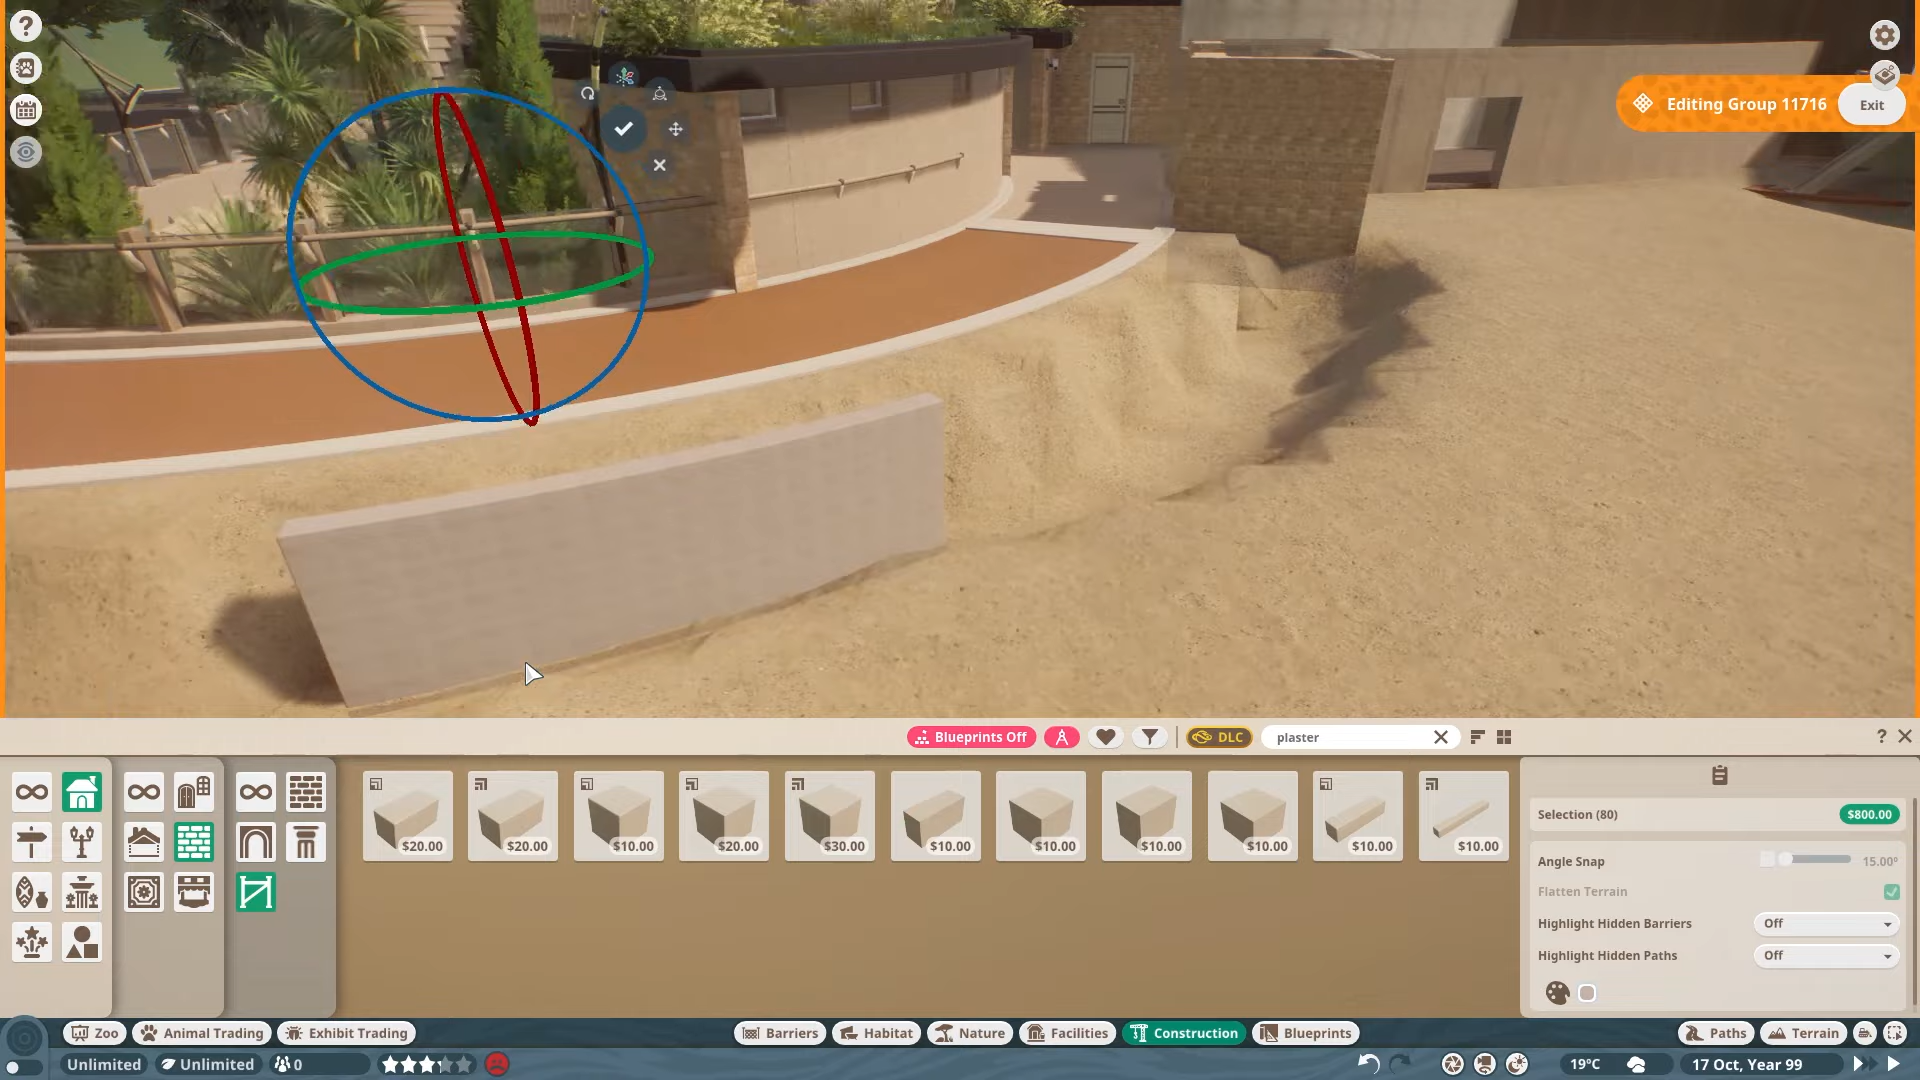 Editing Group 11716
Exit
Blueprints Off
DLC
plaster
?
$20.00
$20.00
$10.00
$20.00
$30.00
$10.00
$10.00
$10.00
$10.00
$10.00
$10.00
Selection (80)
$800.00
Angle Snap
15.00°
Flatten Terrain
Highlight Hidden Barriers
Off
Highlight Hidden Paths
Off
Zoo
Animal Trading
Exhibit Trading
Barriers
Habitat
Nature
Facilities
Construction
Blueprints
Paths
Terrain
Unlimited
Unlimited
0
19°C
17 Oct, Year 99